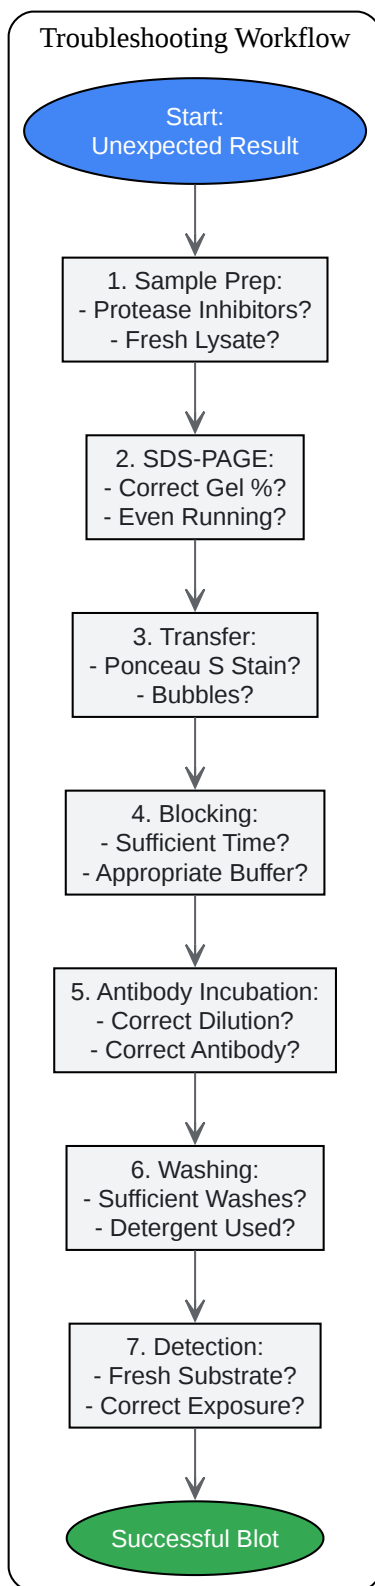 Troubleshooting Workflow
Start:
Unexpected Result
1. Sample Prep:
- Protease Inhibitors?
- Fresh Lysate?
2. SDS-PAGE:
- Correct Gel %?
- Even Running?
3. Transfer:
- Ponceau S Stain?
- Bubbles?
4. Blocking:
- Sufficient Time?
- Appropriate Buffer?
5. Antibody Incubation:
- Correct Dilution?
- Correct Antibody?
6. Washing:
- Sufficient Washes?
- Detergent Used?
7. Detection:
- Fresh Substrate?
- Correct Exposure?
Successful Blot